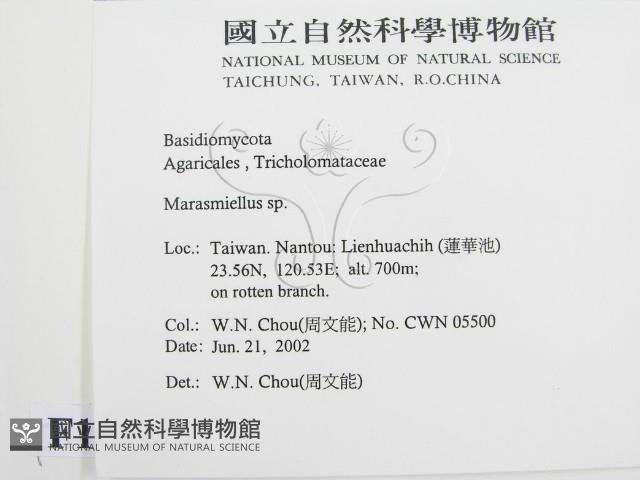 國立自然科學博物館
NATIONAL MUSEUM OF NATURAL SCIENCE
TAICHUNG, TAIWAN, R.O.CHINA
Basidiomycota
Agaricales , Tricholomataceae
Marasmiellus sp.
Loc.: Taiwan. Nantou: Lienhuachih (蓮華池)
23.56N, 120.53E; alt. 700m;
on rotten branch.
Col.: W.N. Chou(周文能); No. CWN 05500
Date: Jun. 21, 2002
Det.: W.N. Chou(周文能)
國立自然科學博物館
NATIONAL MUSEUM OF NATURAL SCIENCE